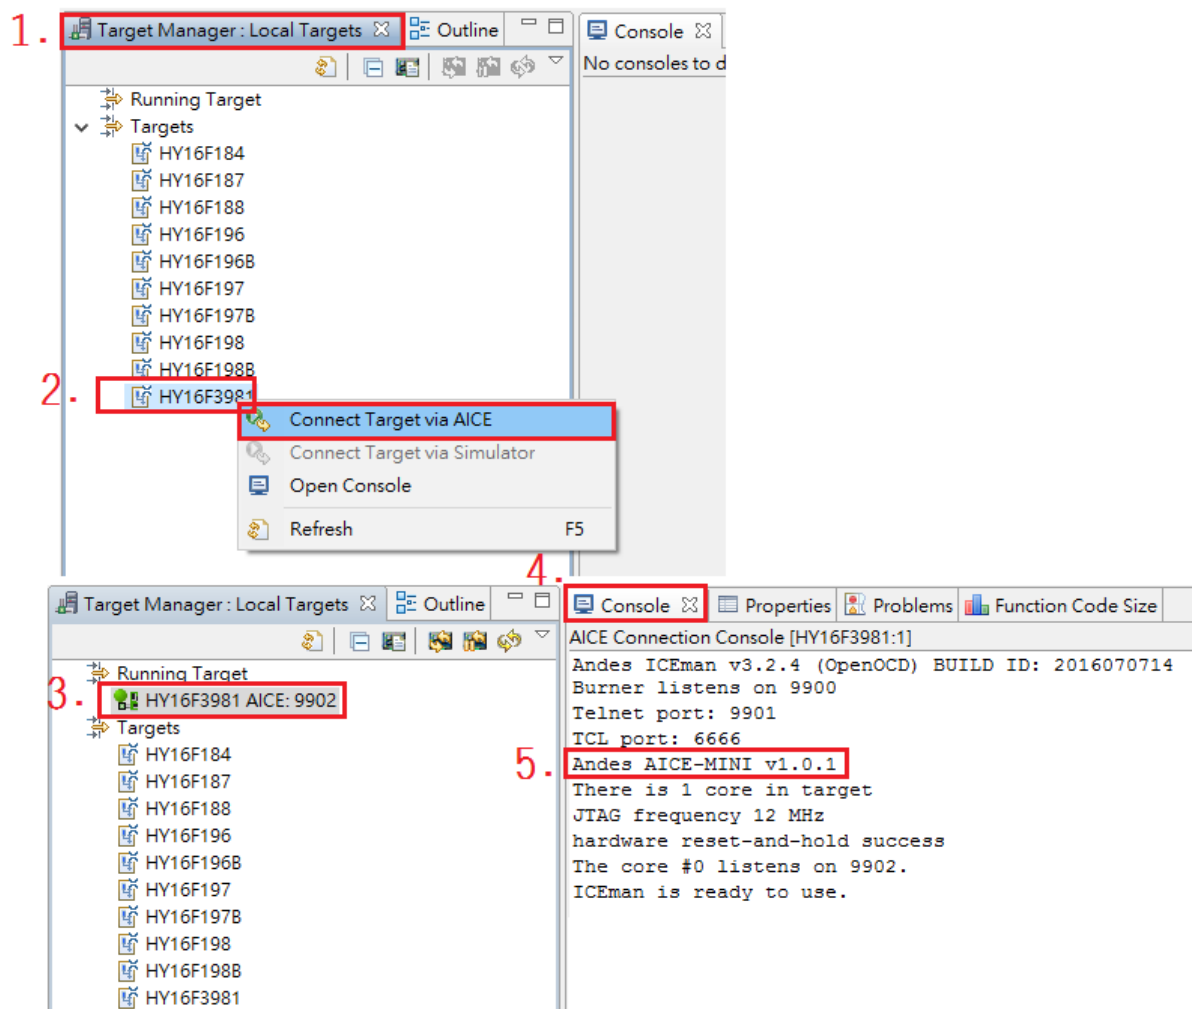 1.
Target Manager : Local Targets
Outline
Console
No consoles to d
Running Target
Targets
HY16F184
HY16F187
HY16F188
HY16F196
HY16F196B
HY16F197
HY16F197B
HY16F198
HY16F198B
2.
HY16F3981
Connect Target via AICE
Connect Target via Simulator
Open Console
Refresh F5
Target Manager : Local Targets
Outline
Running Target
3.
HY16F3981 AICE: 9902
Targets
HY16F184
HY16F187
HY16F188
HY16F196
HY16F196B
HY16F197
HY16F197B
HY16F198
HY16F198B
HY16F3981
4.
Console
Properties
Problems
Function Code Size
AICE Connection Console [HY16F3981:1]
Andes ICEman v3.2.4 (OpenOCD) BUILD ID: 2016070714
Burner listens on 9900
Telnet port: 9901
TCL port: 6666
5.
Andes AICE-MINI v1.0.1
There is 1 core in target
JTAG frequency 12 MHz
hardware reset-and-hold success
The core #0 listens on 9902.
ICEman is ready to use.